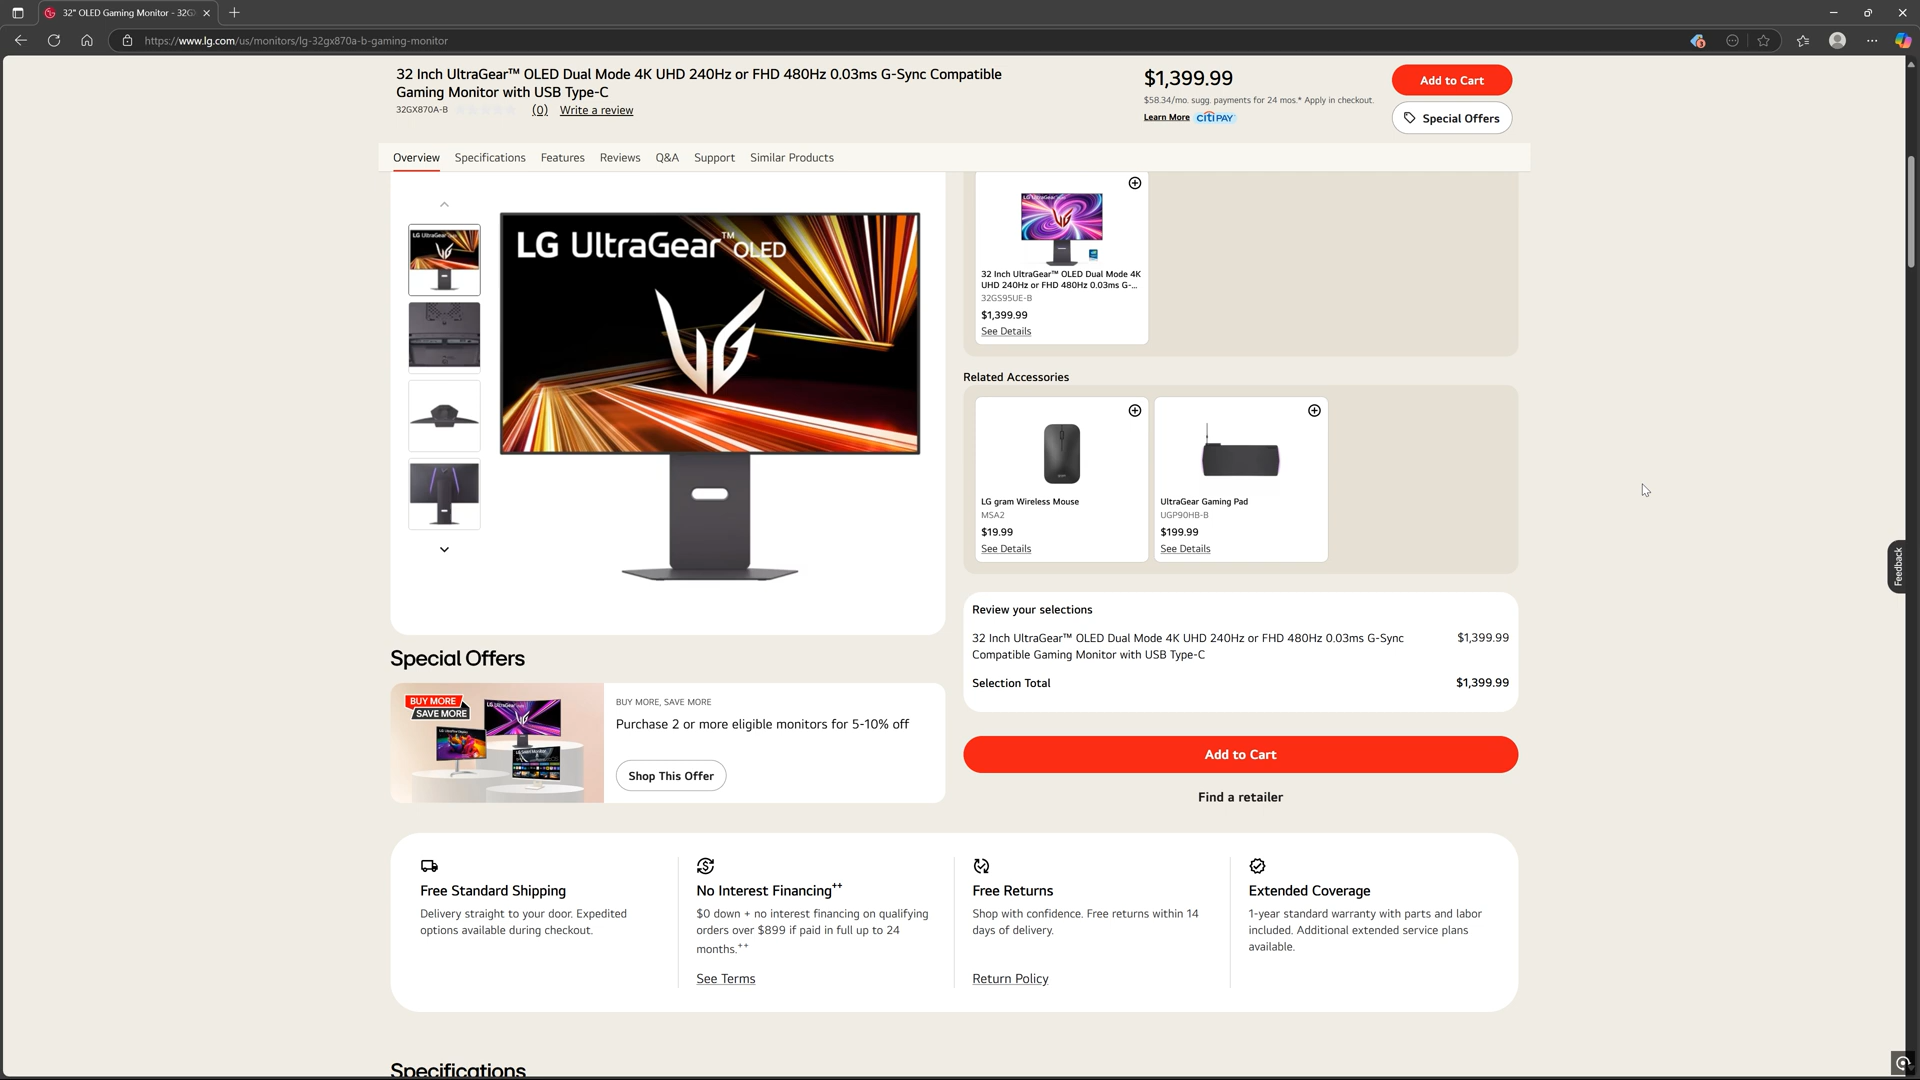 32" OLED Gaming Monitor - 32G
https://www.lg.com/us/monitors/lg-32gx870a-b-gaming-monitor
32 Inch UltraGear™ OLED Dual Mode 4K UHD 240Hz or FHD 480Hz 0.03ms G-Sync Compatible
Gaming Monitor with USB Type-C
32GX870A-B
(0)
Write a review
$1,399.99
$58.34/mo. sugg. payments for 24 mos.* Apply in checkout.
Learn More
citi PAY
Add to Cart
Special Offers
Overview
Specifications
Features
Reviews
Q&A
Support
Similar Products
LG UltraGear™ OLED
32 Inch UltraGear™ OLED Dual Mode 4K
UHD 240Hz or FHD 480Hz 0.03ms G-...
32GS95UE-B
$1,399.99
See Details
Related Accessories
LG gram Wireless Mouse
MSA2
$19.99
See Details
UltraGear Gaming Pad
UGP90HB-B
$199.99
See Details
Review your selections
32 Inch UltraGear™ OLED Dual Mode 4K UHD 240Hz or FHD 480Hz 0.03ms G-Sync
Compatible Gaming Monitor with USB Type-C
$1,399.99
Selection Total
$1,399.99
Add to Cart
Find a retailer
Special Offers
BUY MORE
SAVE MORE
BUY MORE, SAVE MORE
Purchase 2 or more eligible monitors for 5-10% off
Shop This Offer
Free Standard Shipping
Delivery straight to your door. Expedited
options available during checkout.
No Interest Financing++
$0 down + no interest financing on qualifying
orders over $899 if paid in full up to 24
months.++
See Terms
Free Returns
Shop with confidence. Free returns within 14
days of delivery.
Return Policy
Extended Coverage
1-year standard warranty with parts and labor
included. Additional extended service plans
available.
Feedback
Specifications